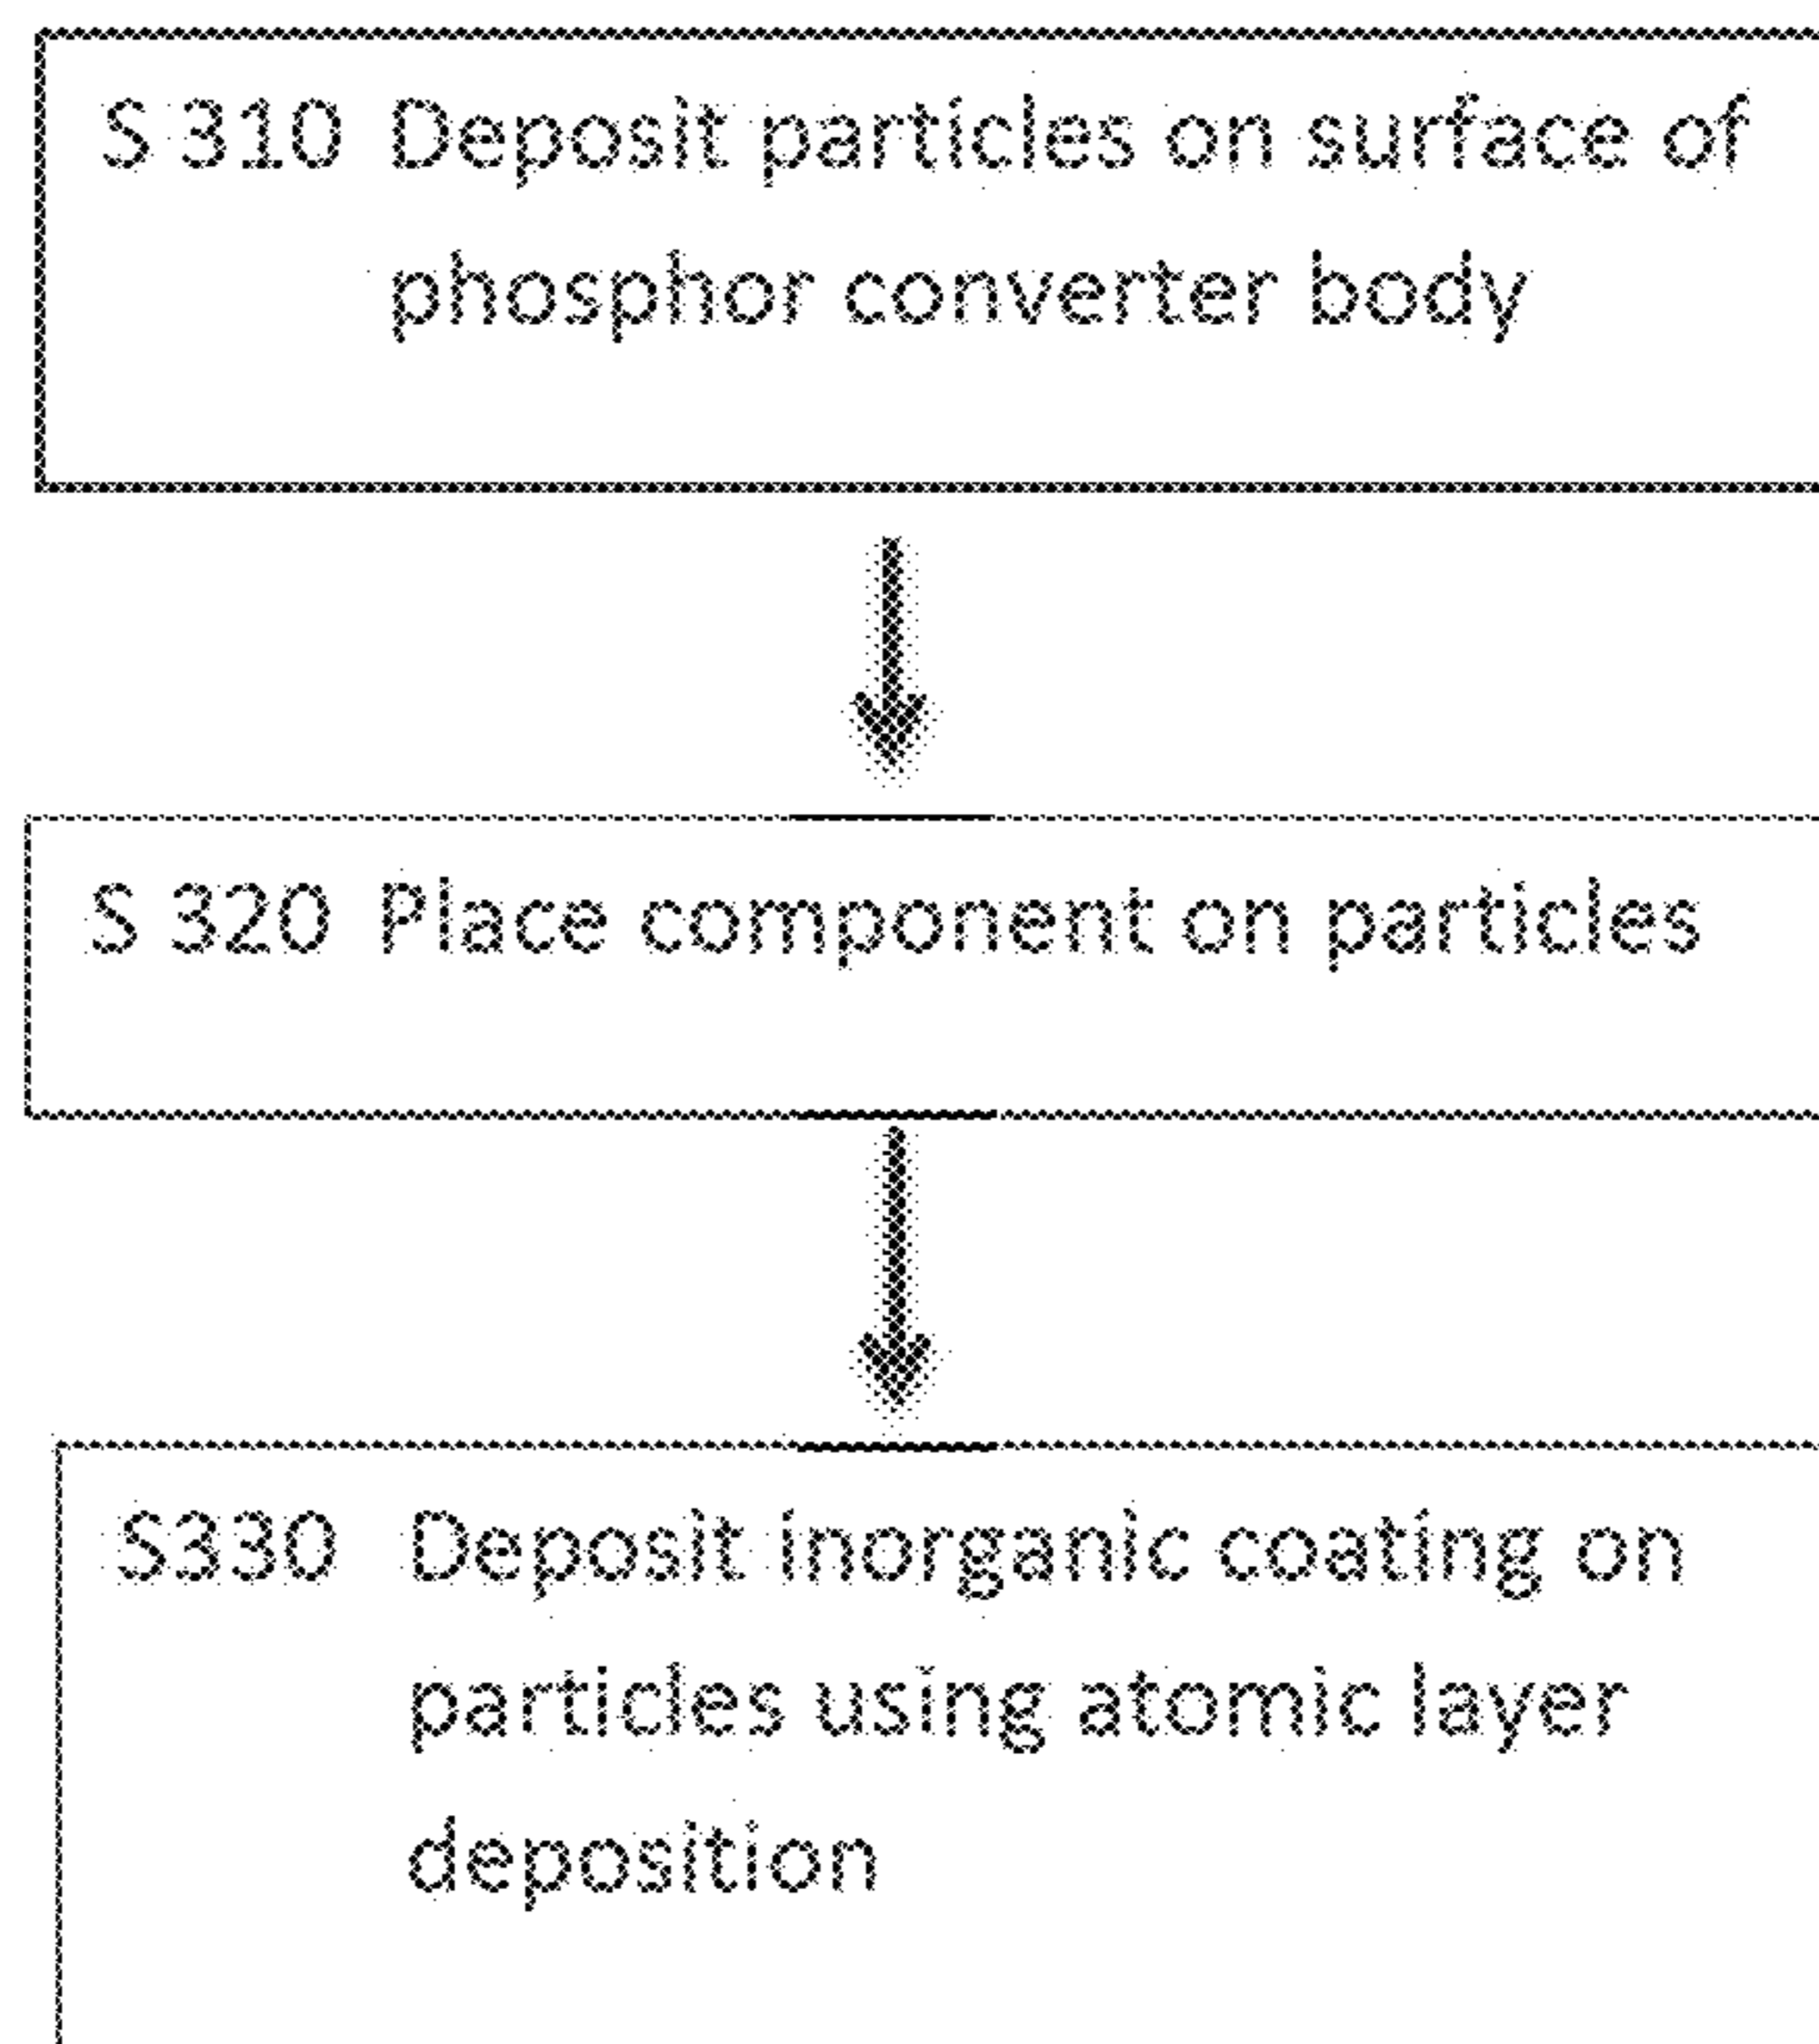 S 310 Deposit particles on surface of
phosphor converter body
S 320 Place component on particles
S330 Deposit inorganic coating on
particles using atomic layer
deposition